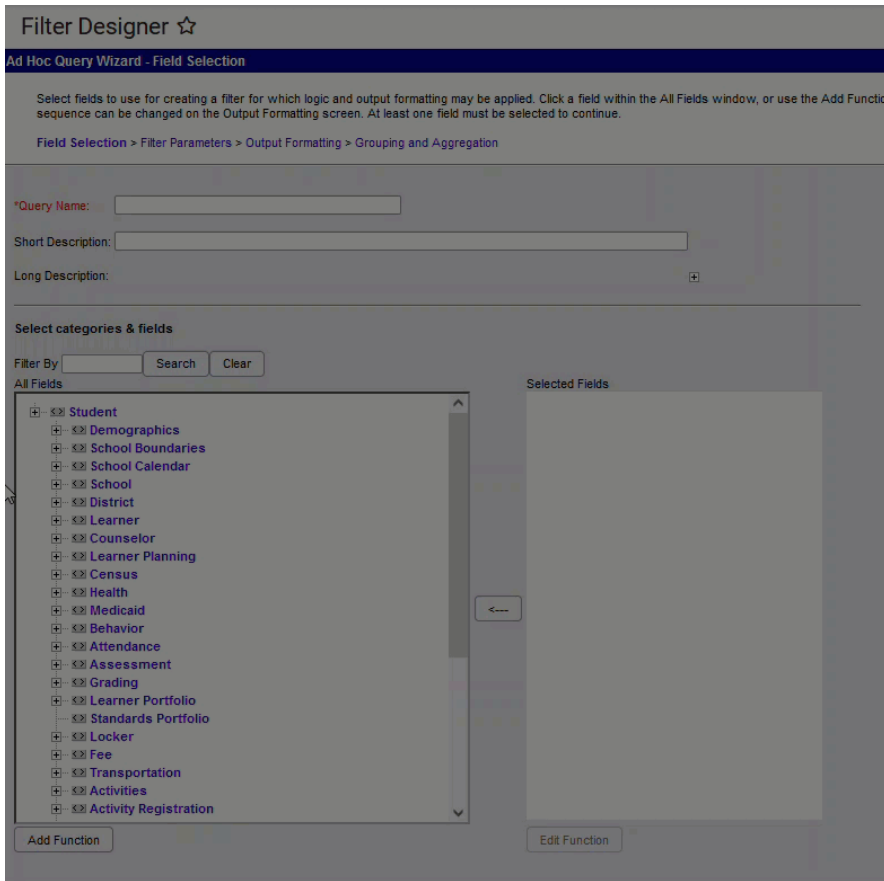 Filter Designer ☆
Ad Hoc Query Wizard - Field Selection
Select fields to use for creating a filter for which logic and output formatting may be applied. Click a field within the All Fields window, or use the Add Functio
sequence can be changed on the Output Formatting screen. At least one field must be selected to continue.
Field Selection > Filter Parameters > Output Formatting > Grouping and Aggregation
*Query Name:
Short Description:
Long Description:
Select categories & fields
Filter By Search Clear
All Fields Selected Fields
Student
Demographics
School Boundaries
School Calendar
School
District
Learner
Counselor
Learner Planning
Census
Health
<---
Medicaid
Behavior
Attendance
Assessment
Grading
Learner Portfolio
Standards Portfolio
Locker
Fee
Transportation
Activities
Activity Registration
Add Function Edit Function